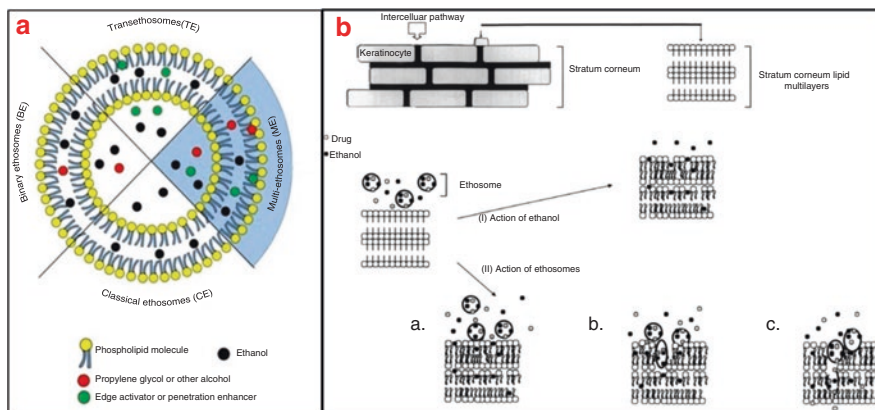 a
Transethosomes(TE)
Binary ethosomes (BE)
Multi-ethosomes (ME)
Classical ethosomes (CE)
Phospholipid molecule
Ethanol
Propylene glycol or other alcohol
Edge activator or penetration enhancer
b
Intercelluar pathway
Keratinocyte
Stratum corneum
Stratum corneum lipid
multilayers
Drug
Ethanol
Ethosome
(I) Action of ethanol
(II) Action of ethosomes
a.
b.
c.